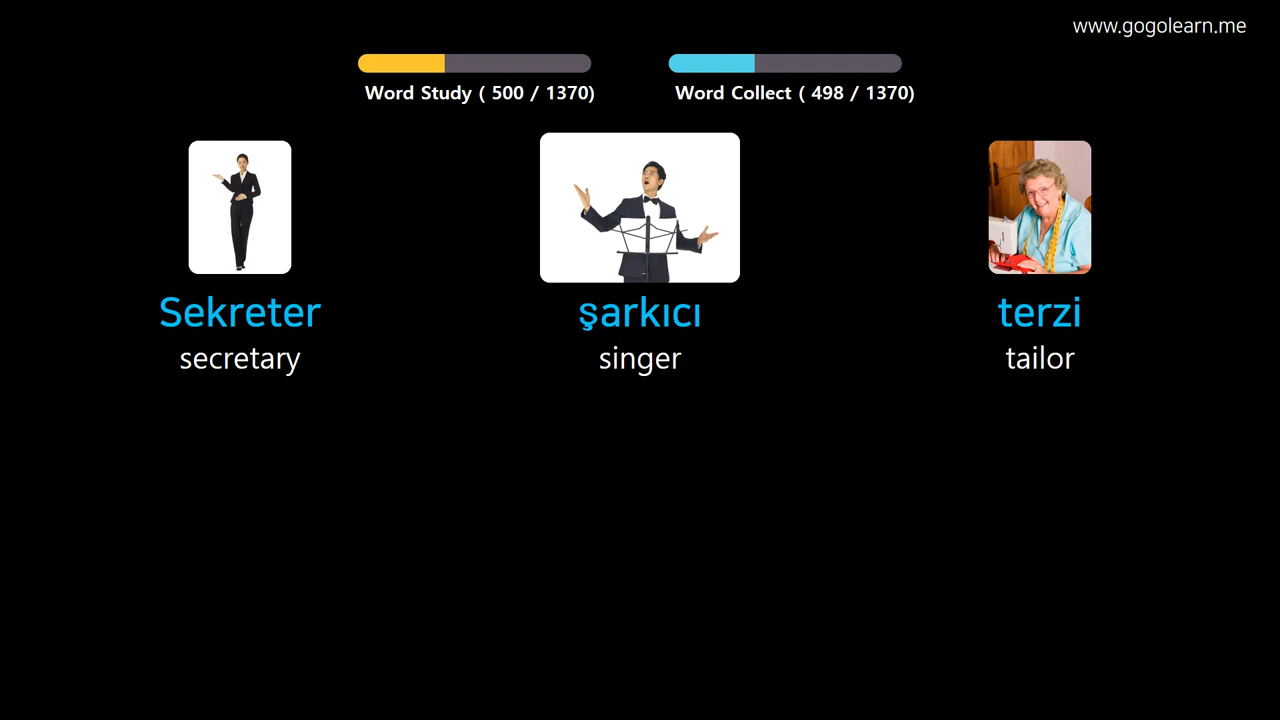 www.gogolearn.me
Word Study ( 500 / 1370)
Word Collect ( 498 / 1370)
Sekreter
secretary
şarkıcı
singer
terzi
tailor